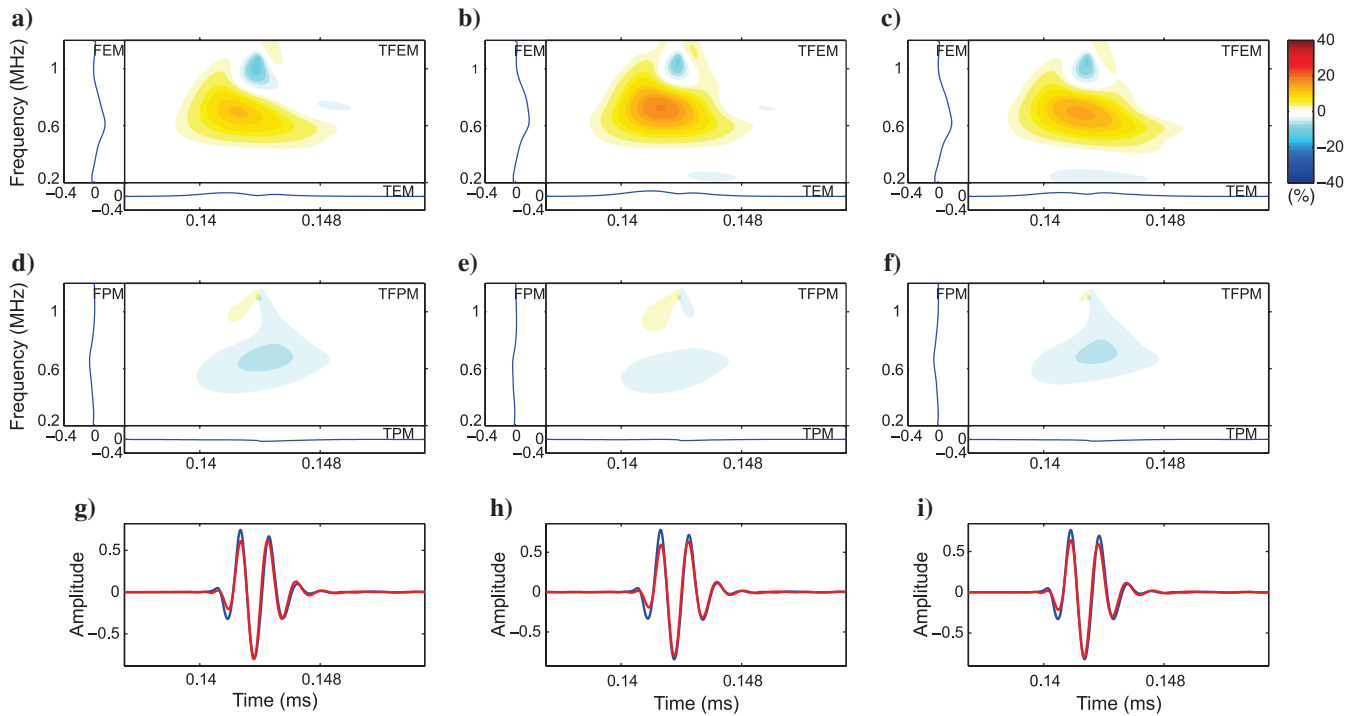 a)
b)
c)
FEM
TFEM
FEM
TFEM
FEM
TFEM
40
20
0
−20
−40
(%)
Frequency (MHz)
1
0.6
0.2
1
0.6
0.2
1
0.6
0.2
−0.4 0
0
−0.4
TEM
−0.4 0
0
−0.4
TEM
−0.4 0
0
−0.4
TEM
0.14
0.148
0.14
0.148
0.14
0.148
d)
e)
f)
FPM
TFPM
FPM
TFPM
FPM
TFPM
Frequency (MHz)
1
0.6
0.2
1
0.6
0.2
1
0.6
0.2
−0.4 0
0
−0.4
TPM
−0.4 0
0
−0.4
TPM
−0.4 0
0
−0.4
TPM
0.14
0.148
0.14
0.148
0.14
0.148
g)
h)
i)
Amplitude
0.5
0
−0.5
Amplitude
0.5
0
−0.5
Amplitude
0.5
0
−0.5
0.14
0.148
0.14
0.148
0.14
0.148
Time (ms)
Time (ms)
Time (ms)